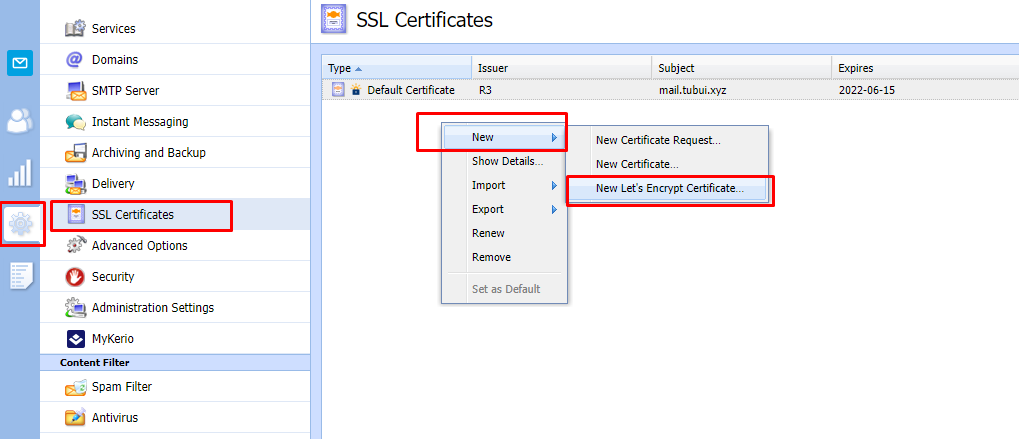 SSL Certificates
Services
Domains
SMTP Server
Instant Messaging
Archiving and Backup
Delivery
SSL Certificates
Advanced Options
Security
Administration Settings
MyKerio
Content Filter
Spam Filter
Antivirus
Type Issuer Subject Expires
Default Certificate R3 mail.tubui.xyz 2022-06-15
New
Show Details...
Import
Export
Renew
Remove
Set as Default
New Certificate Request...
New Certificate...
New Let's Encrypt Certificate...